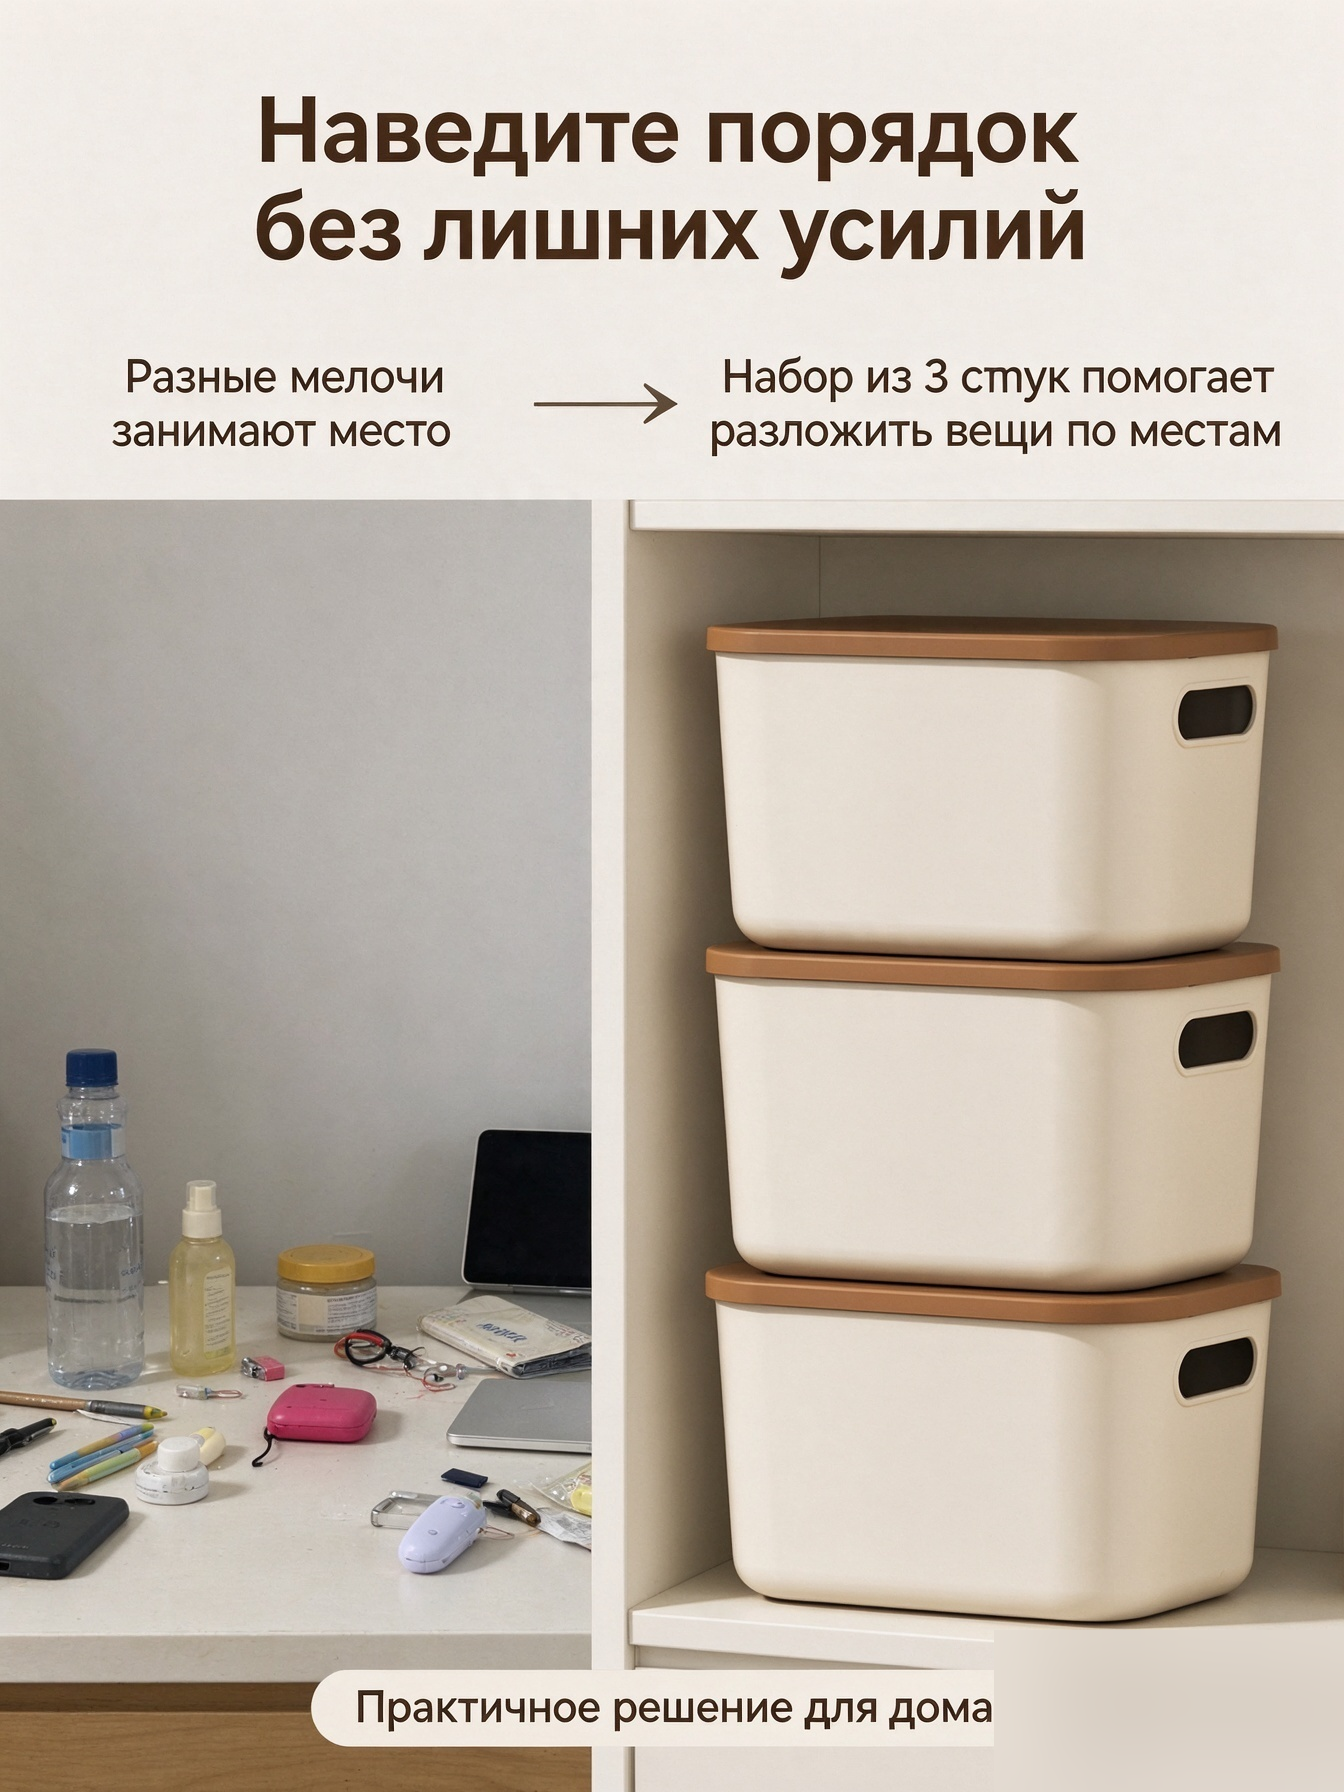 Наведите порядок
без лишних усилий
Разные мелочи
занимают место
Набор из 3 стук помогает
разложить вещи по местам
Практичное решение для дома